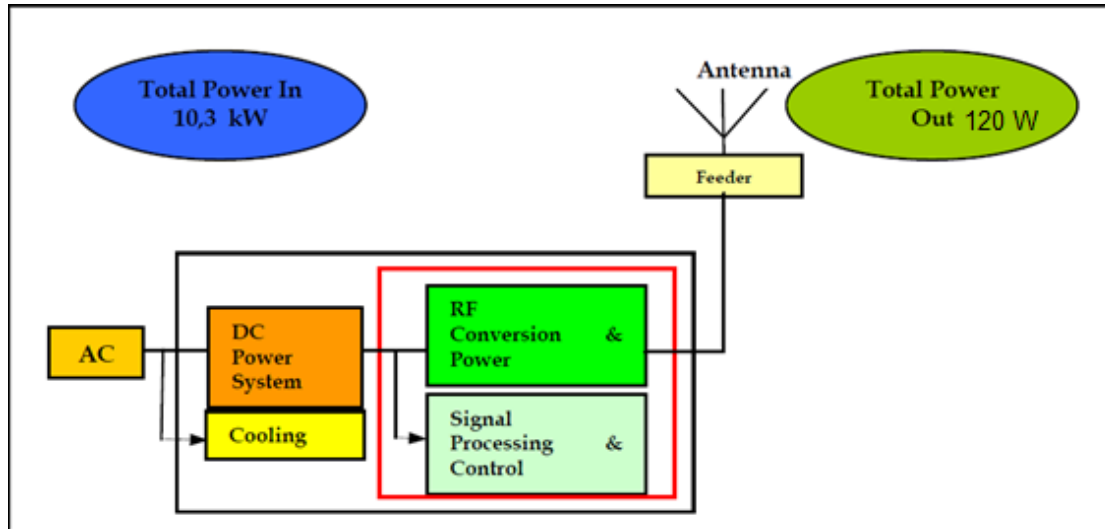 Total Power In
10,3 kW
Antenna
Total Power
Out 120 W
Feeder
AC
DC
Power
System
Cooling
RF
Conversion &
Power
Signal
Processing &
Control